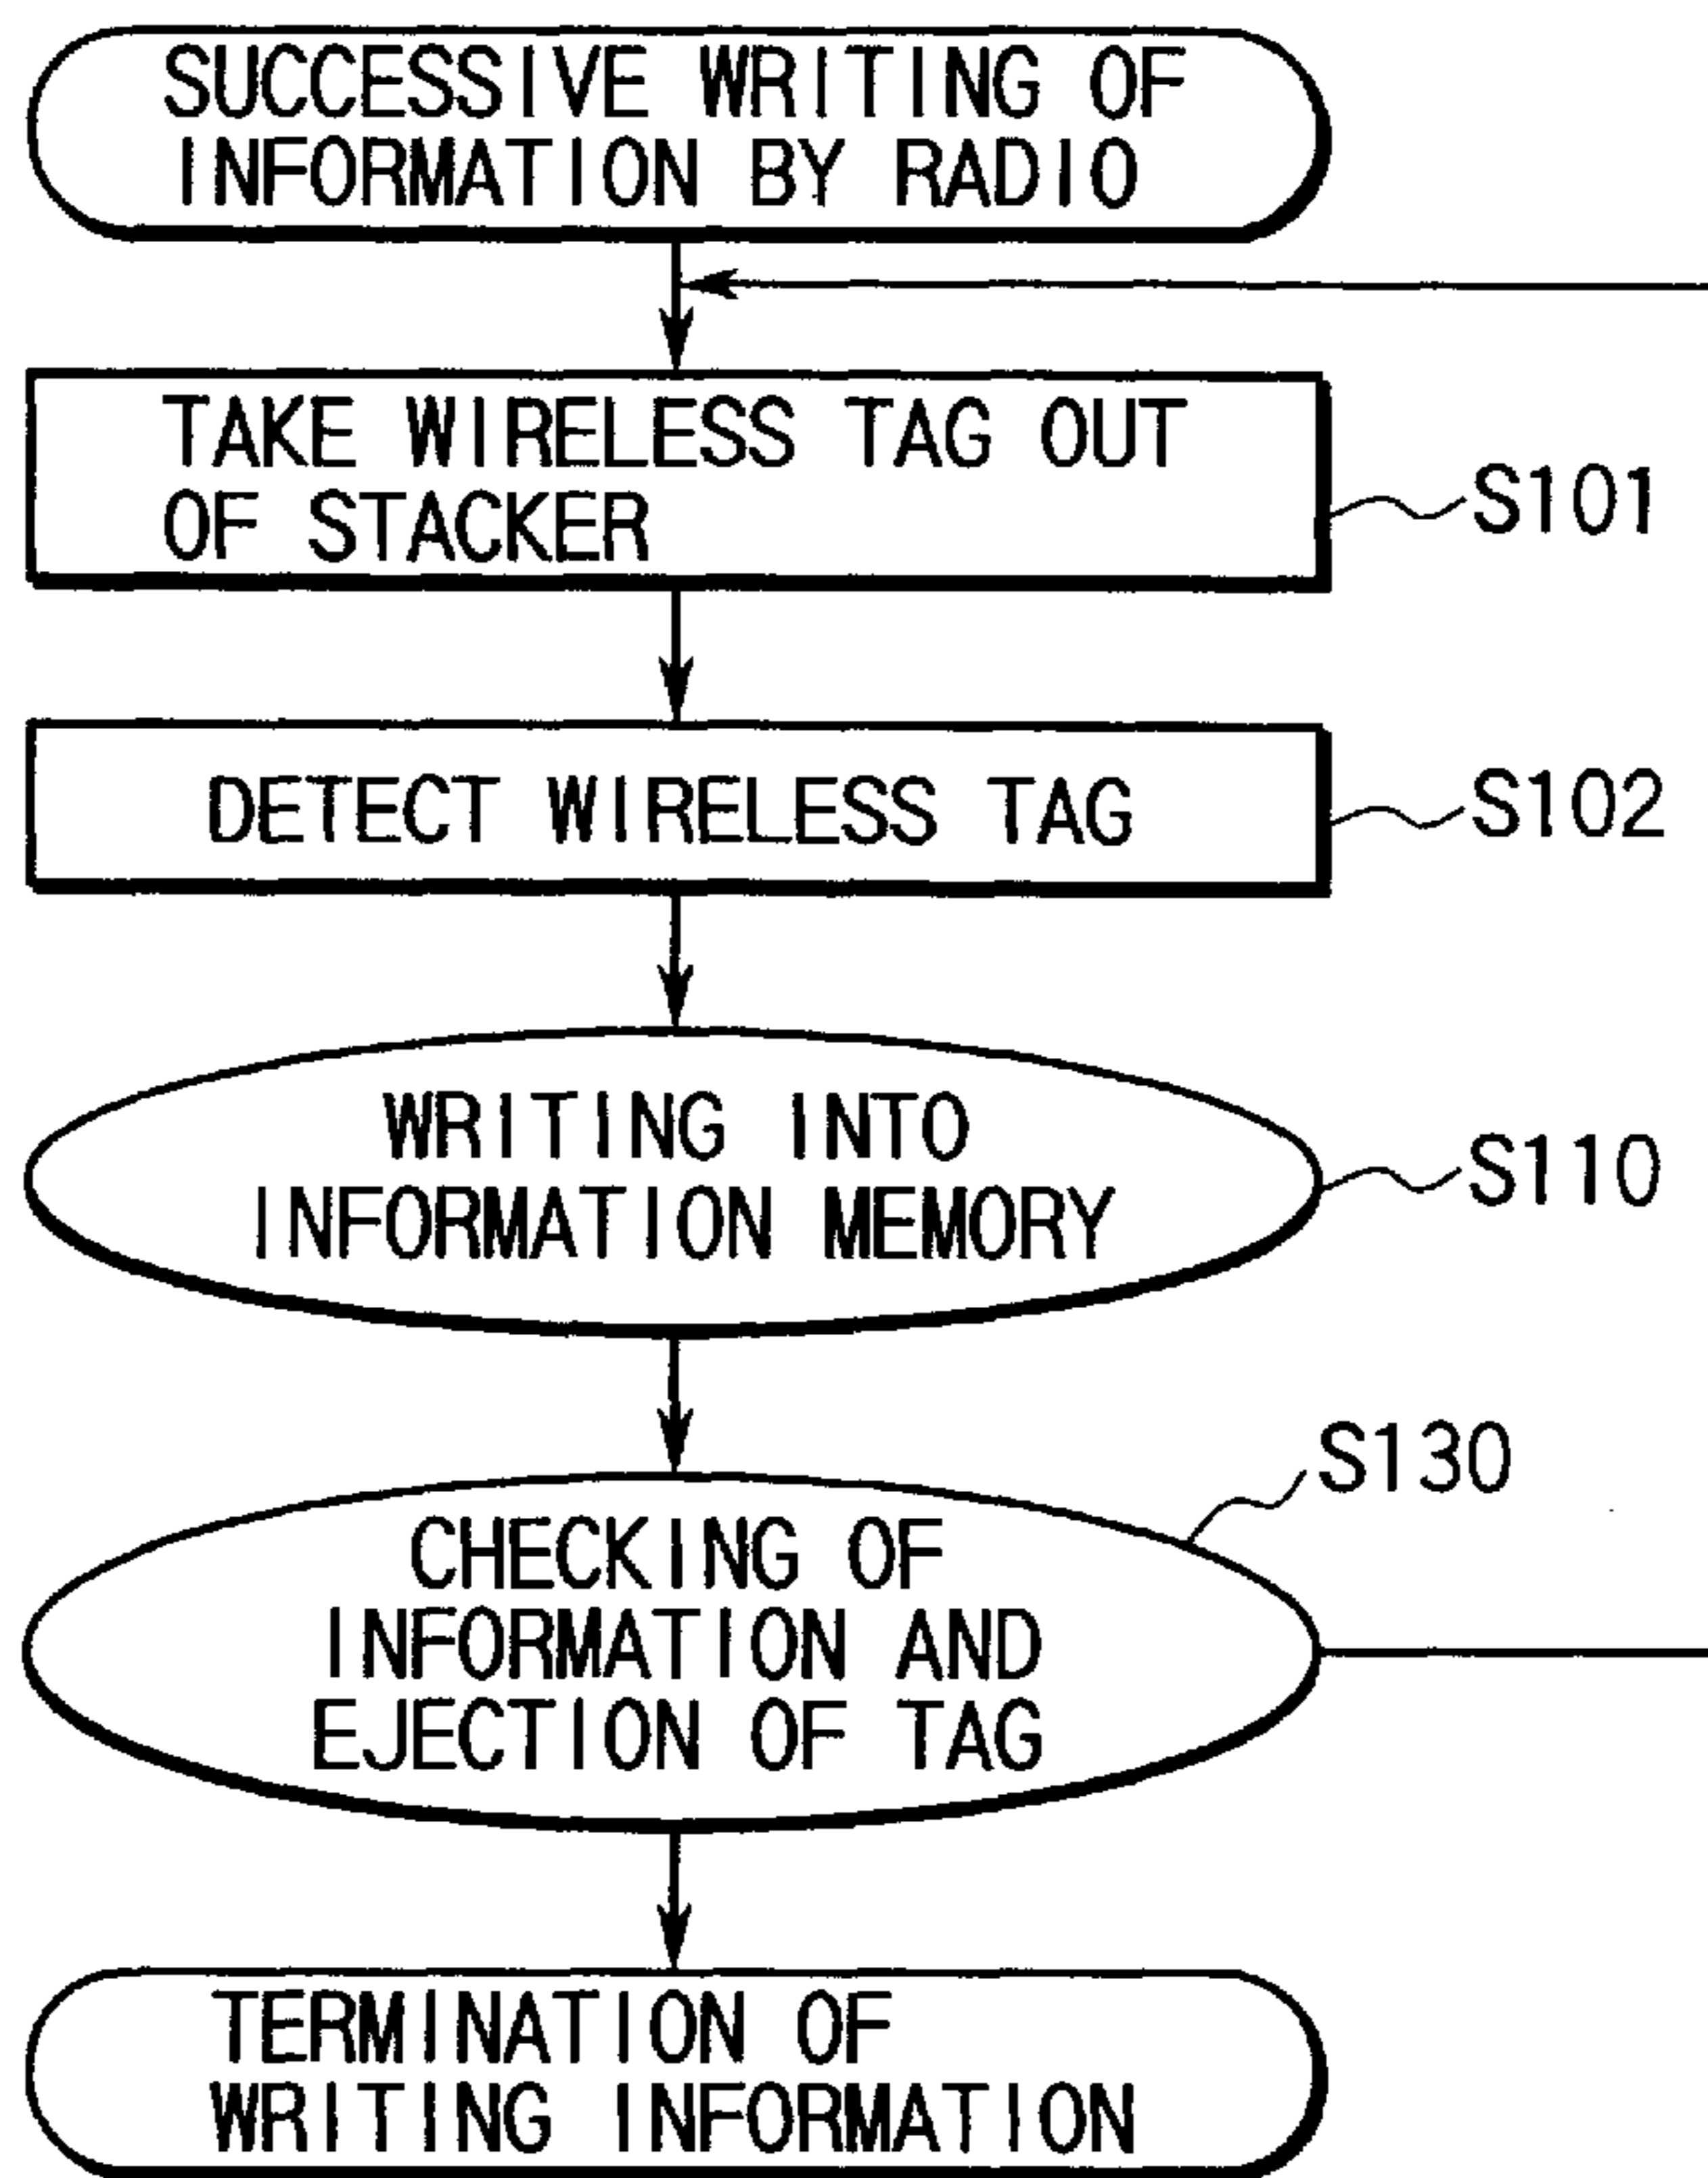 SUCCESSIVE WRITING OF
INFORMATION BY RADIO
TAKE WIRELESS TAG OUT
OF STACKER
S101
DETECT WIRELESS TAG
S102
WRITING INTO
INFORMATION MEMORY
S110
S130
CHECKING OF
INFORMATION AND
EJECTION OF TAG
TERMINATION OF
WRITING INFORMATION